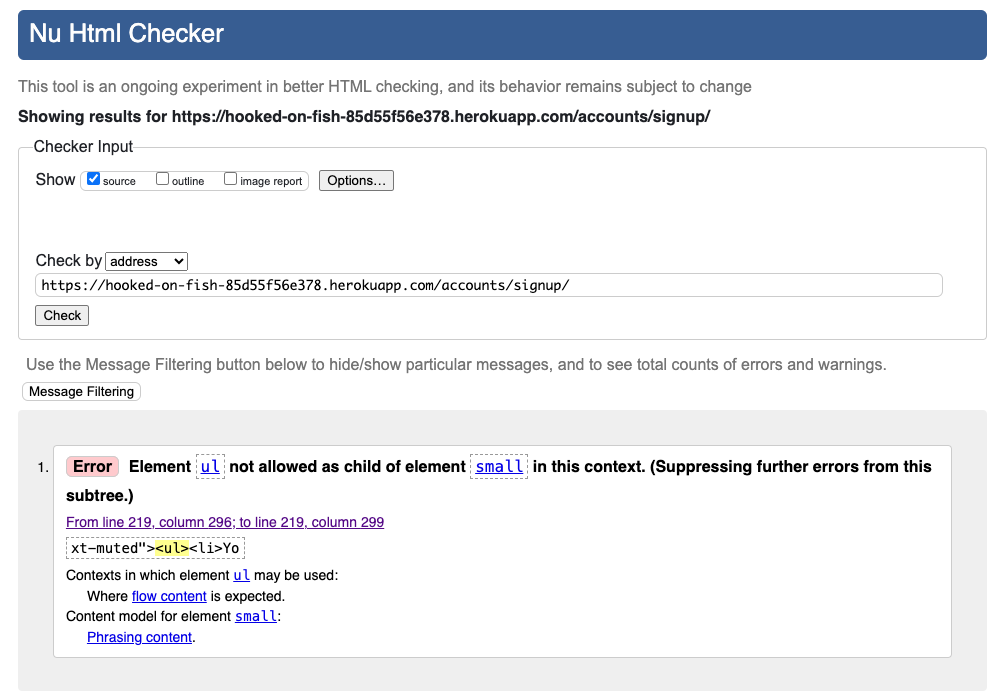 Nu Html Checker
This tool is an ongoing experiment in better HTML checking, and its behavior remains subject to change
Showing results for https://hooked-on-fish-85d55f56e378.herokuapp.com/accounts/signup/
Checker Input
Show source outline image report Options...
Check by address
https://hooked-on-fish-85d55f56e378.herokuapp.com/accounts/signup/
Check
Use the Message Filtering button below to hide/show particular messages, and to see total counts of errors and warnings.
Message Filtering
1. Error Element ul not allowed as child of element small in this context. (Suppressing further errors from this
subtree.)
From line 219, column 296; to line 219, column 299
xt-muted"><ul><li>Yo
Contexts in which element ul may be used:
Where flow content is expected.
Content model for element small:
Phrasing content.